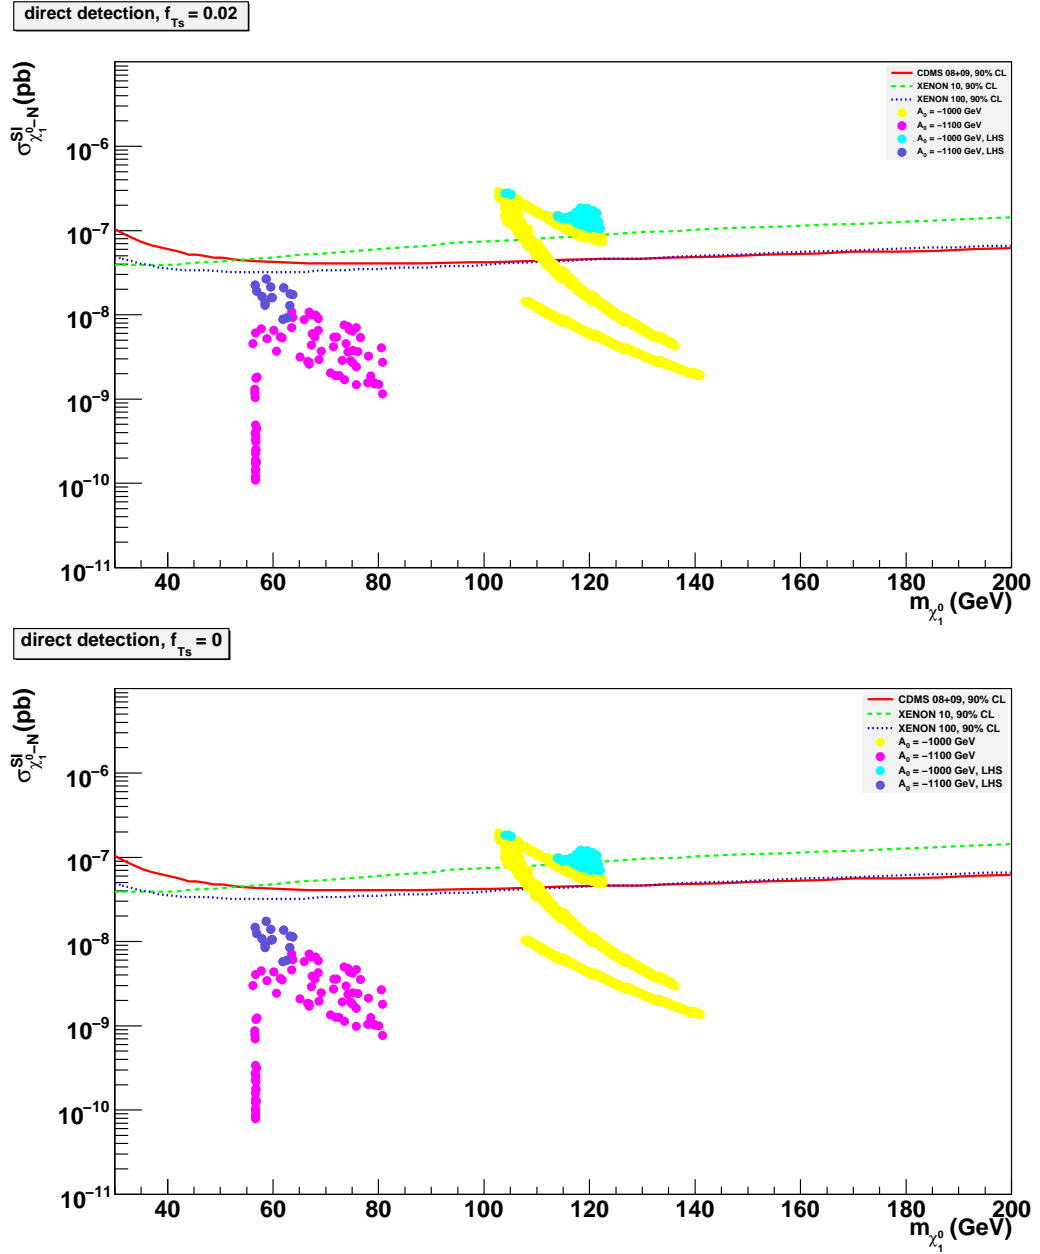 direct detection, f_Ts = 0.02
σ^SI_χ₁⁰−N (pb)
CDMS 08+09, 90% CL
XENON 10, 90% CL
XENON 100, 90% CL
A₀ = −1000 GeV
A₀ = −1100 GeV
A₀ = −1000 GeV, LHS
A₀ = −1100 GeV, LHS
10⁻⁶
10⁻⁷
10⁻⁸
10⁻⁹
10⁻¹⁰
10⁻¹¹
40 60 80 100 120 140 160 180 200
m_χ₁⁰ (GeV)
direct detection, f_Ts = 0
σ^SI_χ₁⁰−N (pb)
CDMS 08+09, 90% CL
XENON 10, 90% CL
XENON 100, 90% CL
A₀ = −1000 GeV
A₀ = −1100 GeV
A₀ = −1000 GeV, LHS
A₀ = −1100 GeV, LHS
10⁻⁶
10⁻⁷
10⁻⁸
10⁻⁹
10⁻¹⁰
10⁻¹¹
40 60 80 100 120 140 160 180 200
m_χ₁⁰ (GeV)